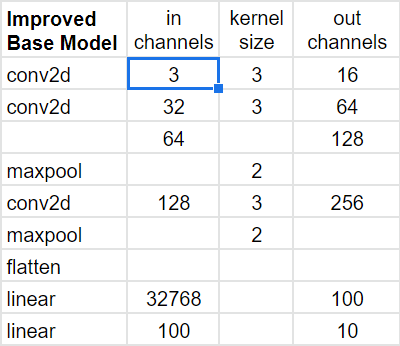 Improved Base Model in channels kernel size out channels
conv2d 3 3 16
conv2d 32 3 64
64 128
maxpool 2
conv2d 128 3 256
maxpool 2
flatten
linear 32768 100
linear 100 10